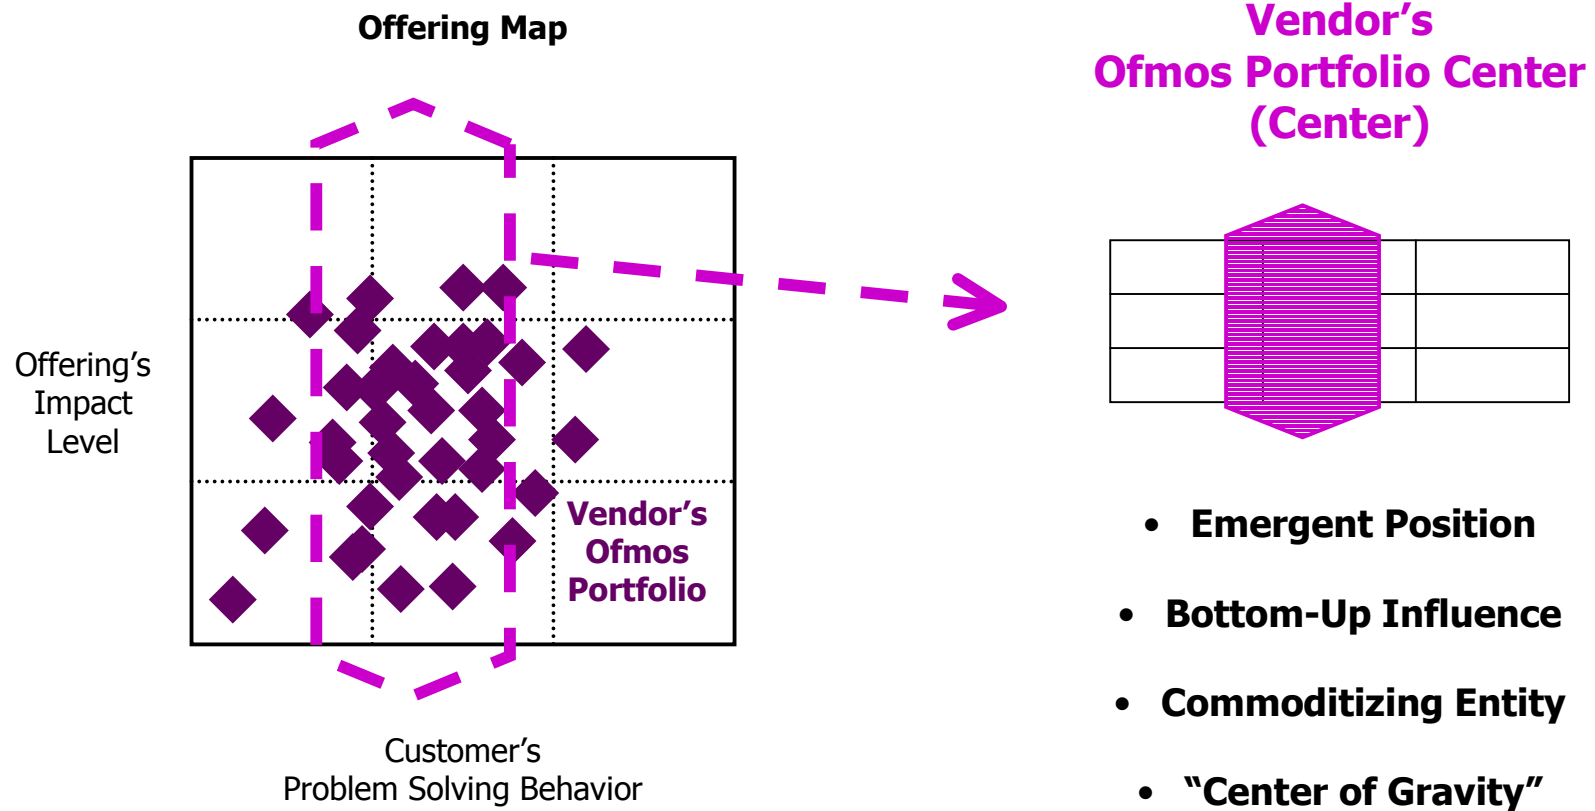 Offering Map
Offering's
Impact
Level
Vendor's
Ofmos
Portfolio
Customer's
Problem Solving Behavior
Vendor's
Ofmos Portfolio Center
(Center)
• Emergent Position
• Bottom-Up Influence
• Commoditizing Entity
• “Center of Gravity”